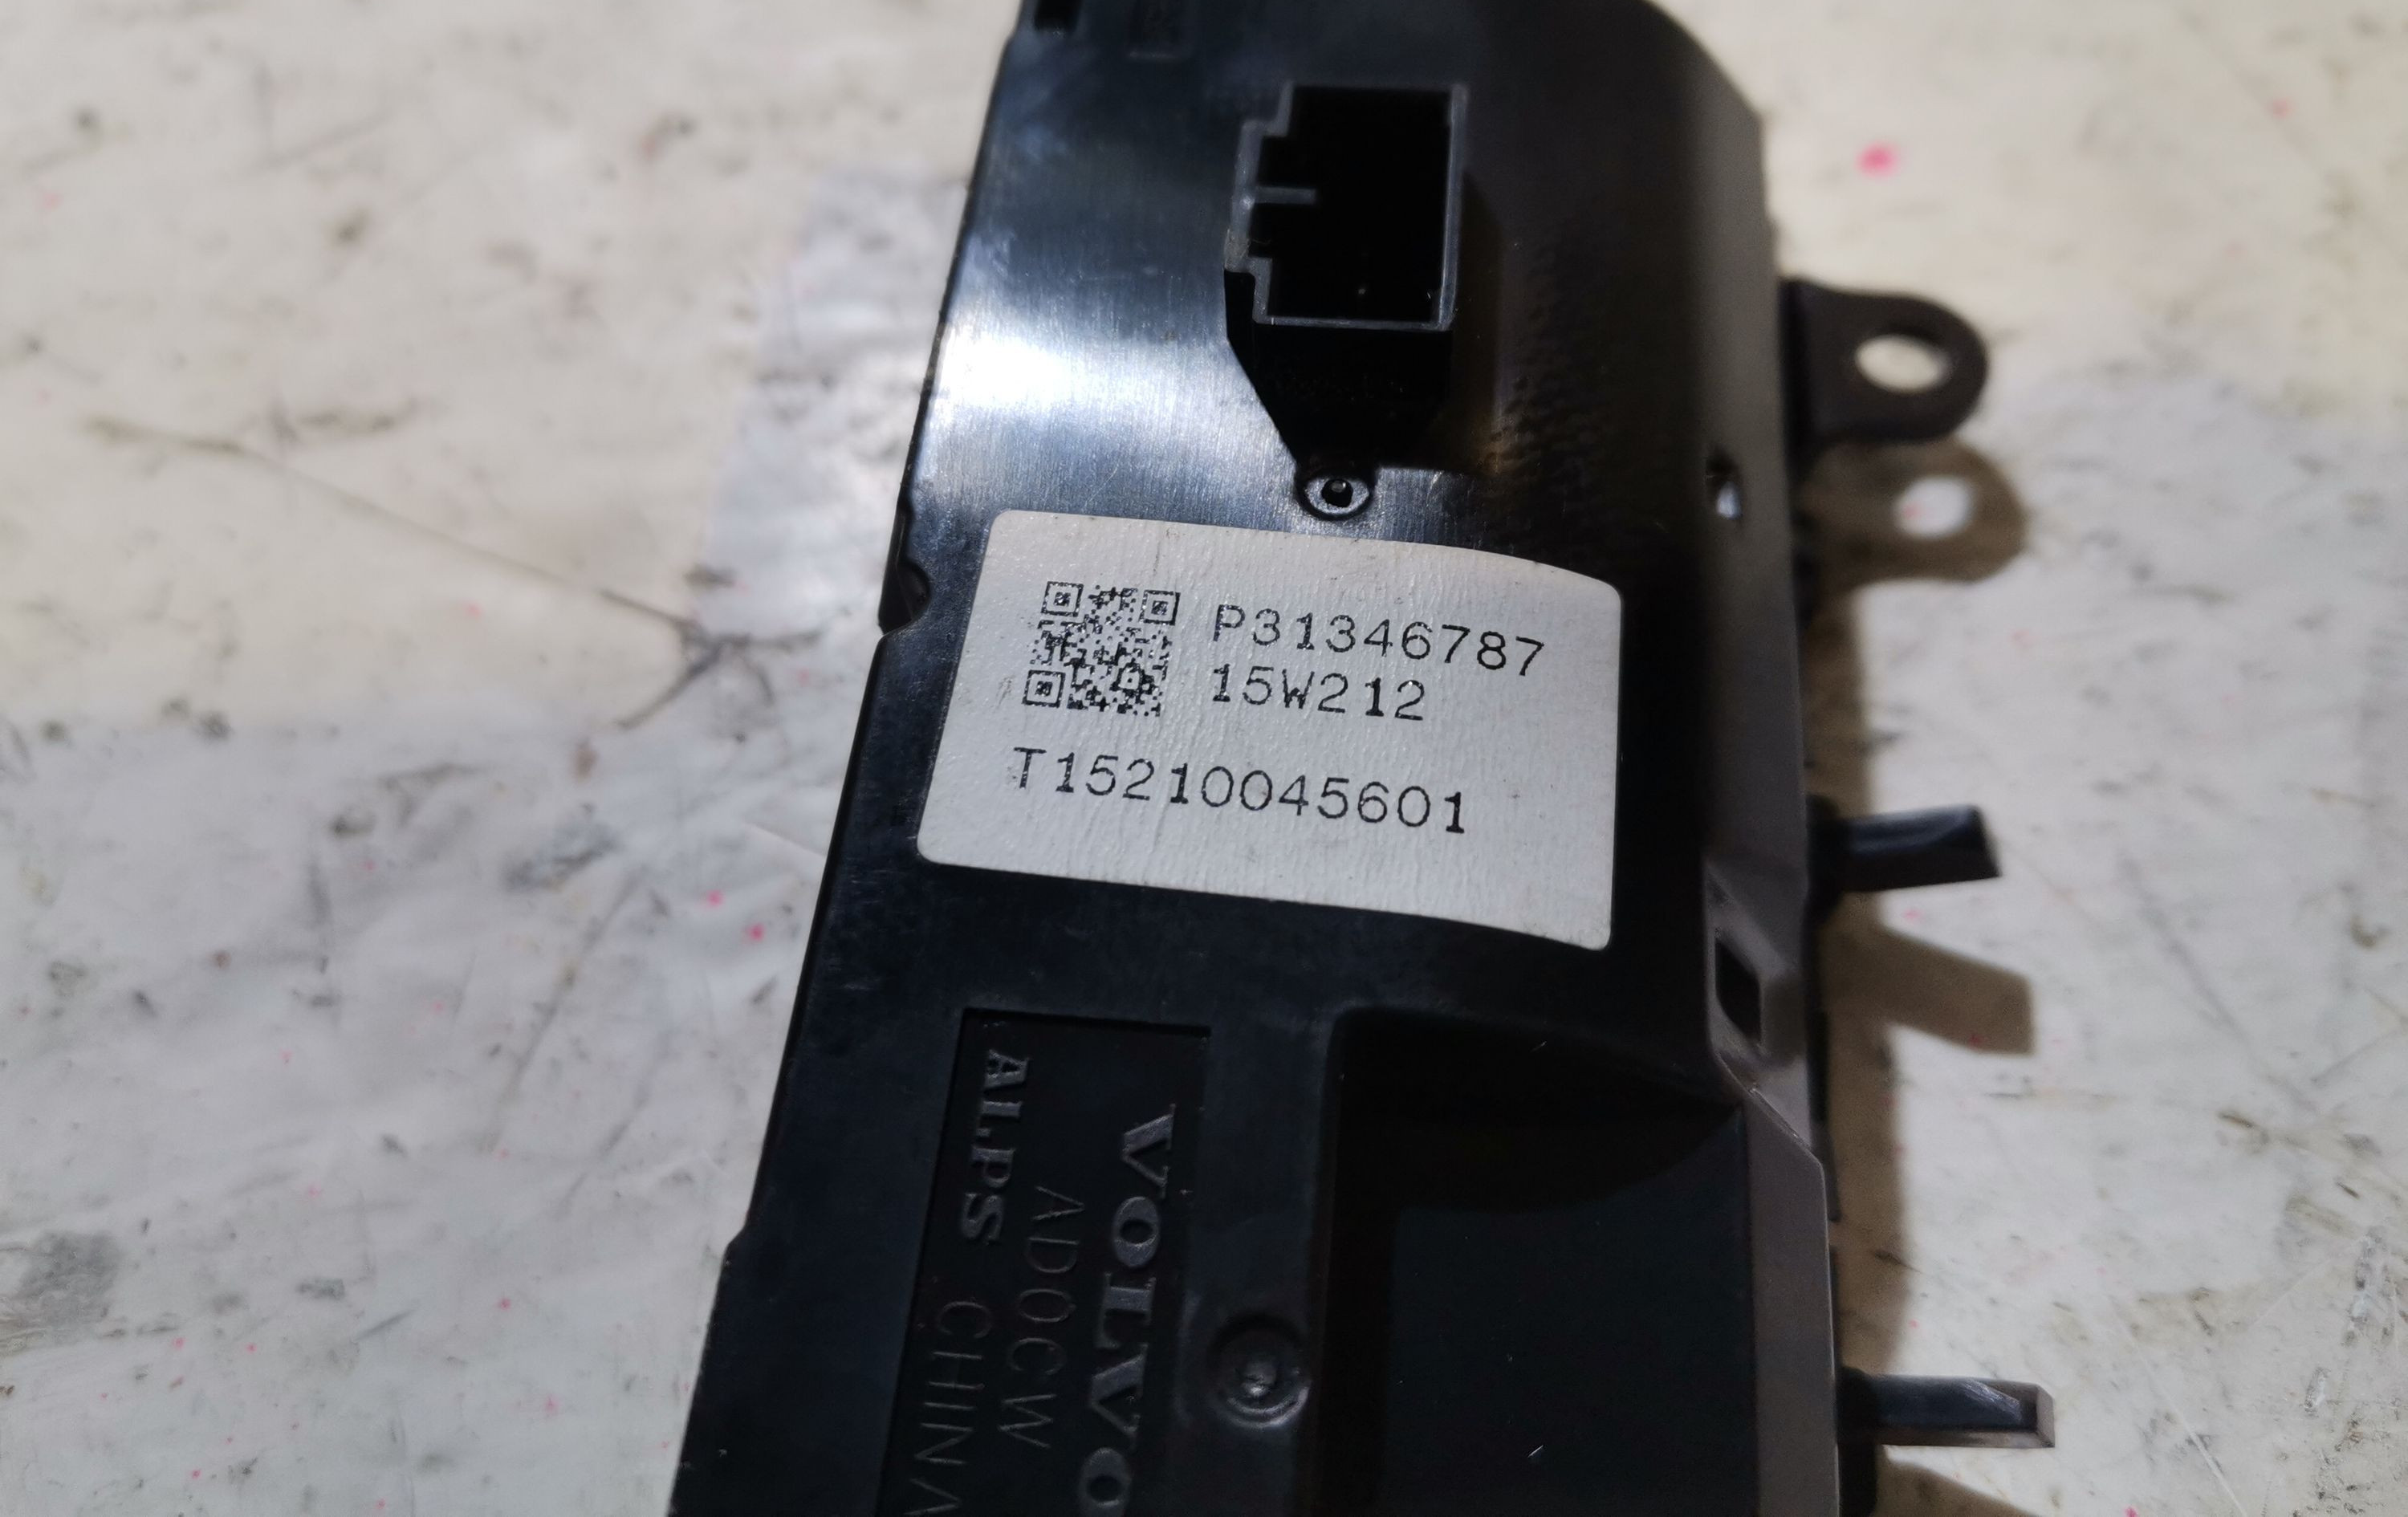 P31346787
15W212
T15210045601
VOLVO
AD0CW
ALPS CHINA